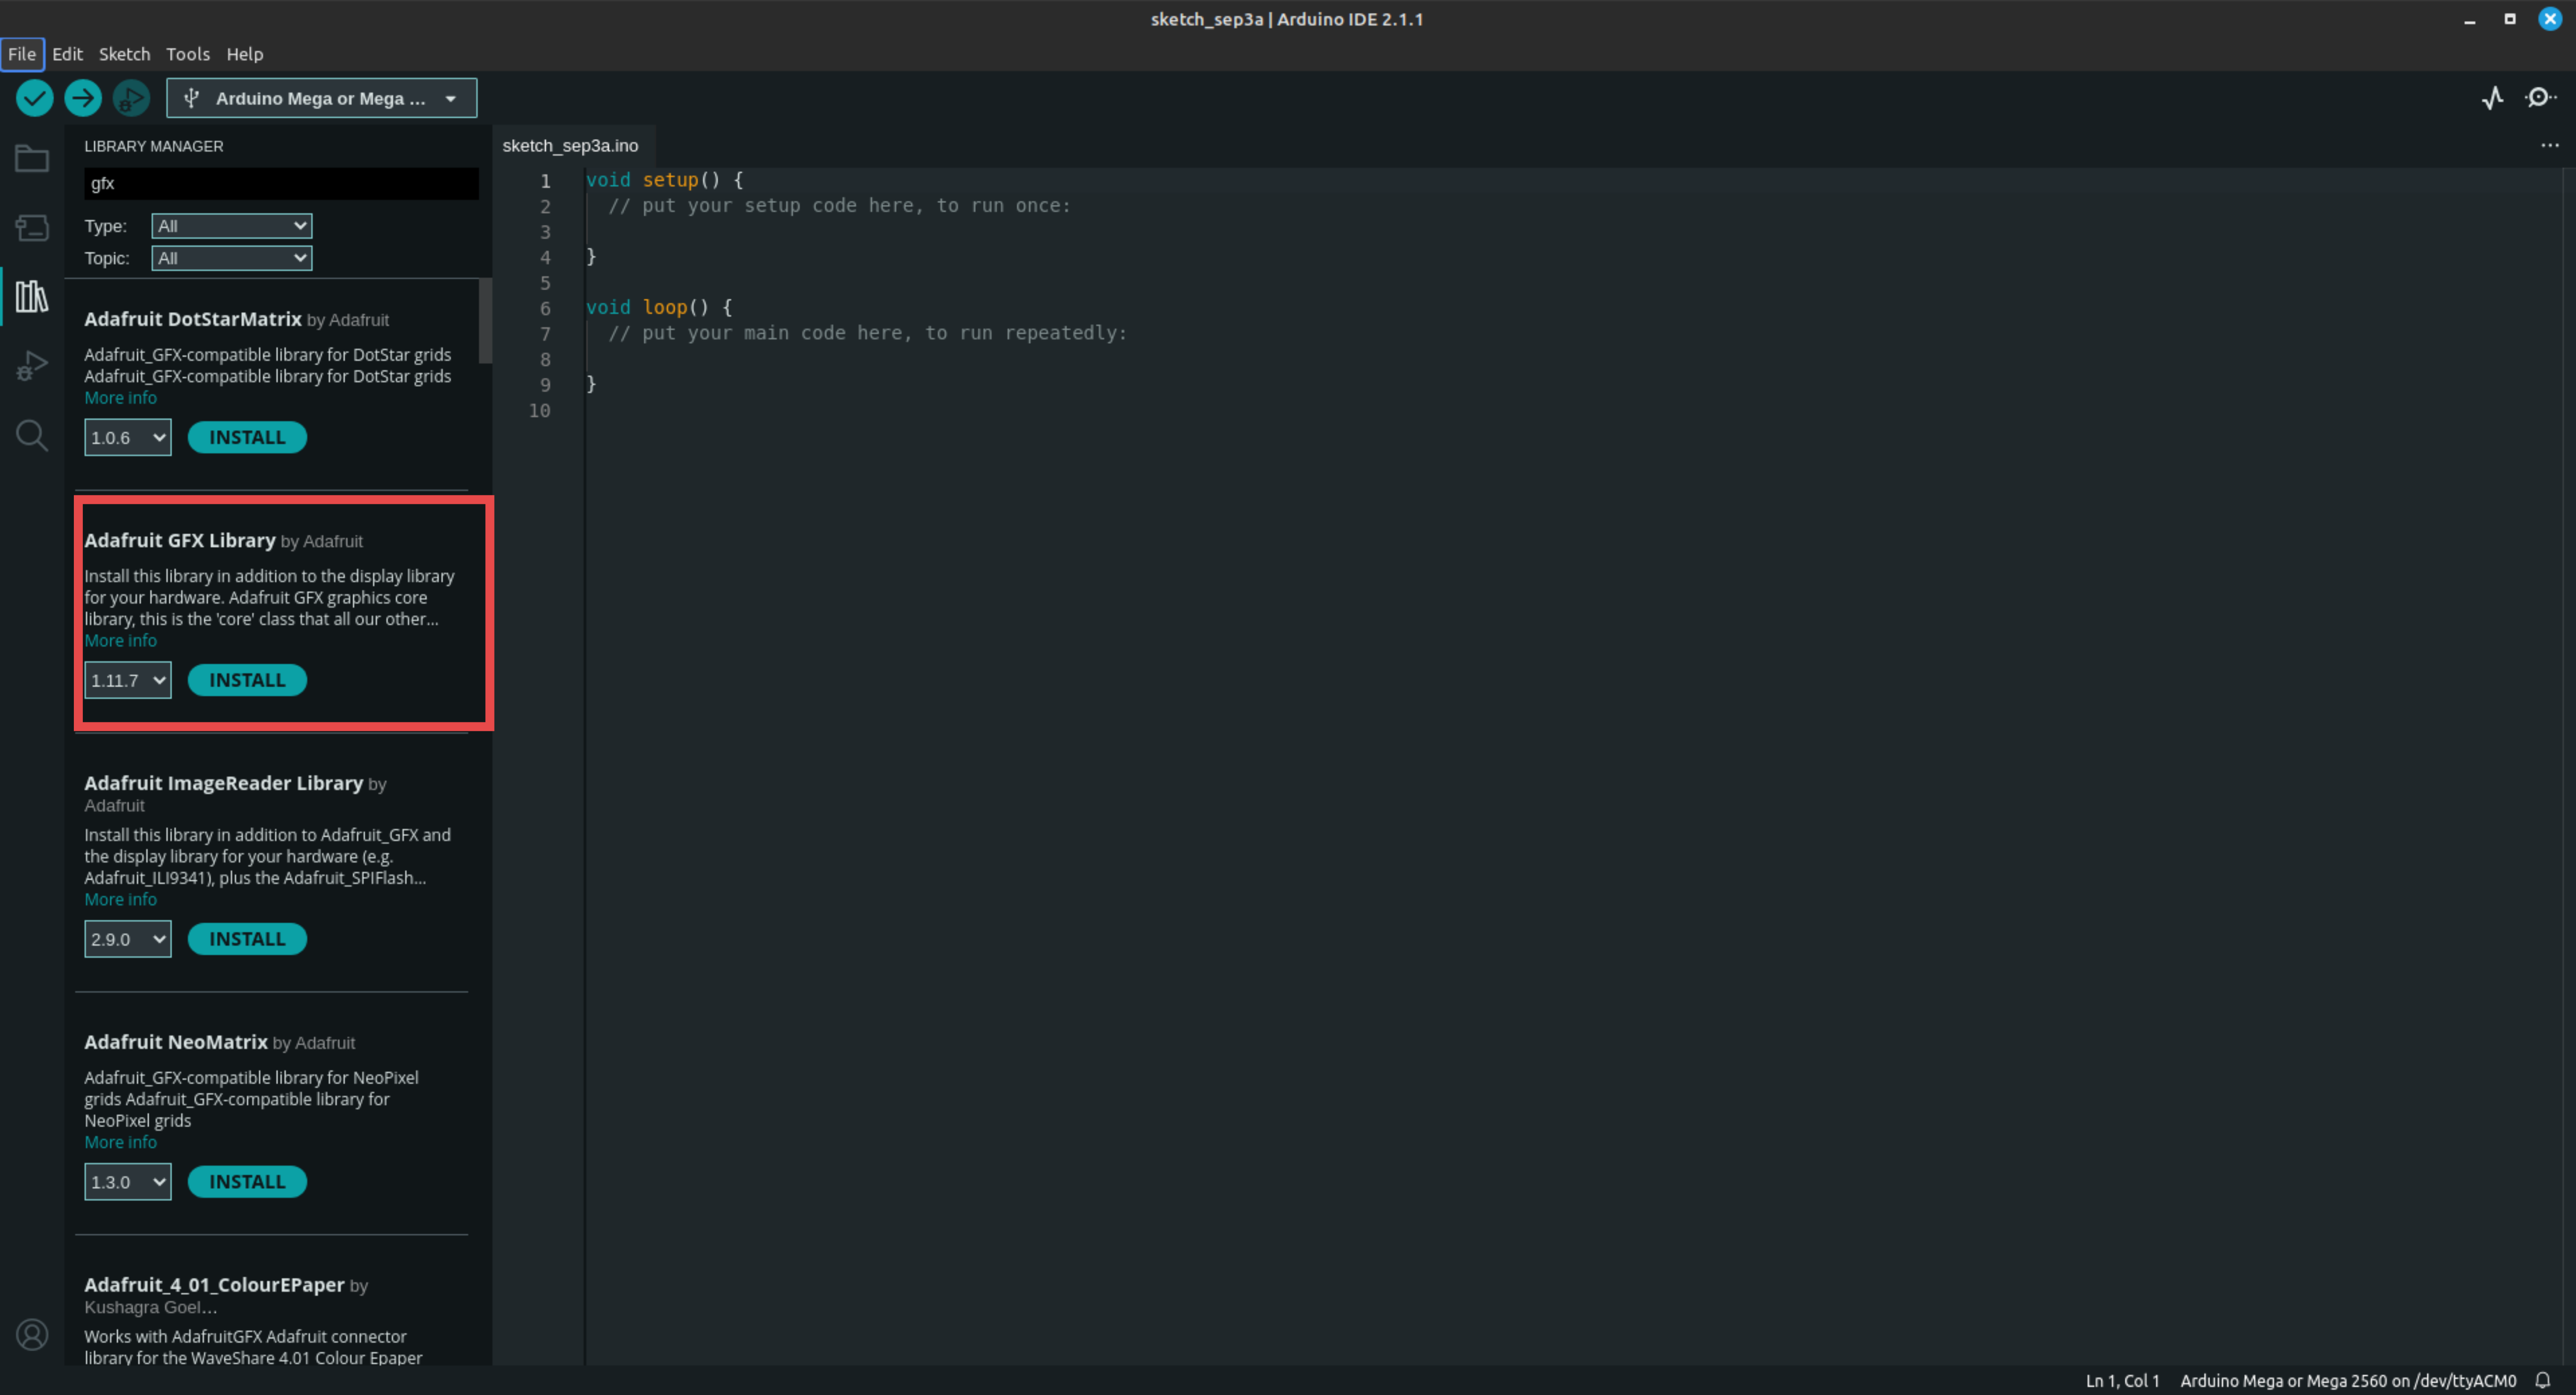 sketch_sep3a | Arduino IDE 2.1.1
File Edit Sketch Tools Help
Arduino Mega or Mega ...
LIBRARY MANAGER
gfx
Type: All
Topic: All
Adafruit DotStarMatrix by Adafruit
Adafruit_GFX-compatible library for DotStar grids
Adafruit_GFX-compatible library for DotStar grids
More info
1.0.6 INSTALL
Adafruit GFX Library by Adafruit
Install this library in addition to the display library
for your hardware. Adafruit GFX graphics core
library, this is the 'core' class that all our other...
More info
1.11.7 INSTALL
Adafruit ImageReader Library by
Adafruit
Install this library in addition to Adafruit_GFX and
the display library for your hardware (e.g.
Adafruit_ILI9341), plus the Adafruit_SPIFlash...
More info
2.9.0 INSTALL
Adafruit NeoMatrix by Adafruit
Adafruit_GFX-compatible library for NeoPixel
grids Adafruit_GFX-compatible library for
NeoPixel grids
More info
1.3.0 INSTALL
Adafruit_4_01_ColourEPaper by
Kushagra Goel...
Works with AdafruitGFX Adafruit connector
library for the WaveShare 4.01 Colour Epaper
sketch_sep3a.ino
...
1 void setup() {
2 // put your setup code here, to run once:
3
4 }
5
6 void loop() {
7 // put your main code here, to run repeatedly:
8
9 }
10
Ln 1, Col 1 Arduino Mega or Mega 2560 on /dev/ttyACM0